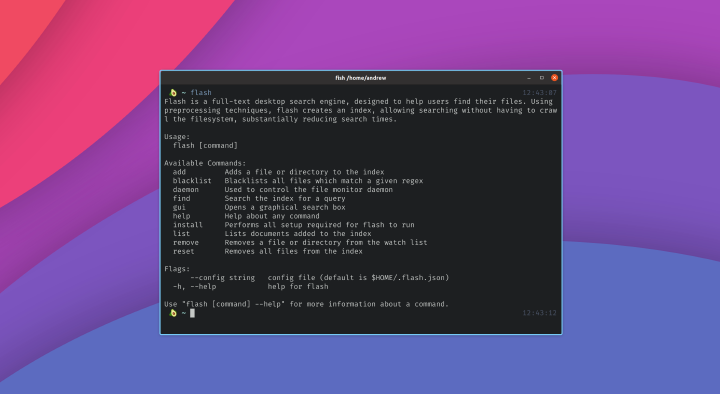 fish /home/andrew
~ flash 12:43:07
Flash is a full-text desktop search engine, designed to help users find their files. Using
preprocessing techniques, flash creates an index, allowing searching without having to craw
l the filesystem, substantially reducing search times.
Usage:
flash [command]
Available Commands:
add Adds a file or directory to the index
blacklist Blacklists all files which match a given regex
daemon Used to control the file monitor daemon
find Search the index for a query
gui Opens a graphical search box
help Help about any command
install Performs all setup required for flash to run
list Lists documents added to the index
remove Removes a file or directory from the watch list
reset Removes all files from the index
Flags:
--config string config file (default is $HOME/.flash.json)
-h, --help help for flash
Use "flash [command] --help" for more information about a command.
~ 12:43:12